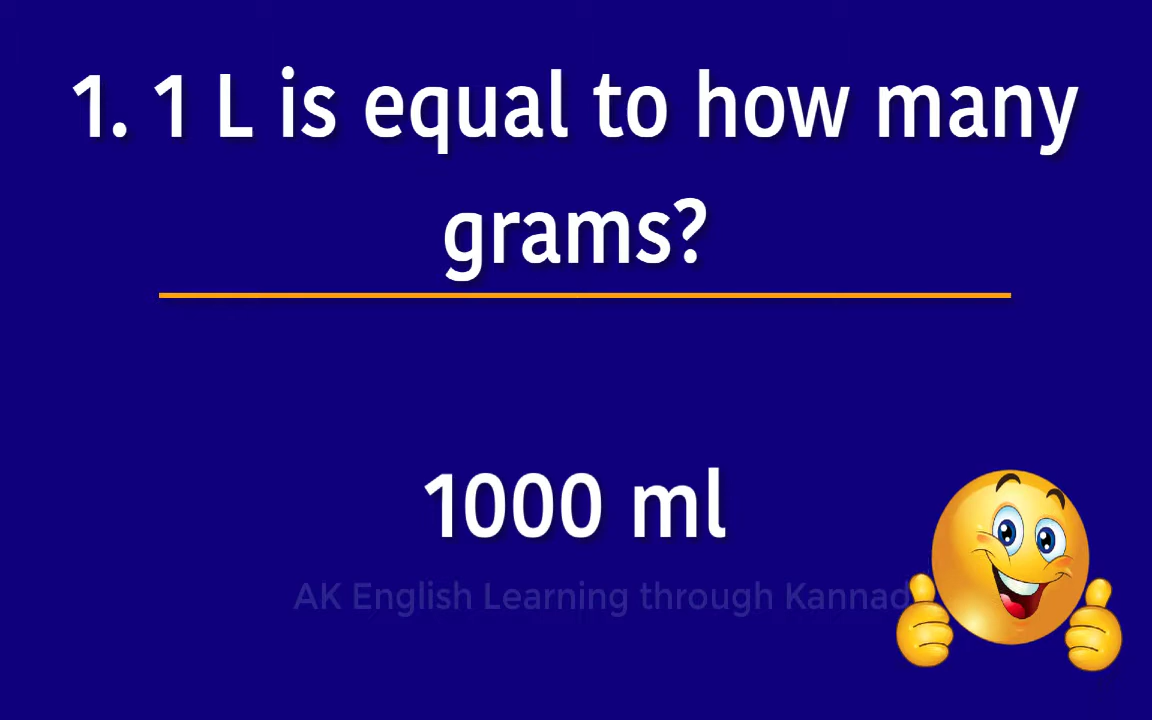 1. 1 L is equal to how many
grams?
1000 ml
AK English Learning through Kannad